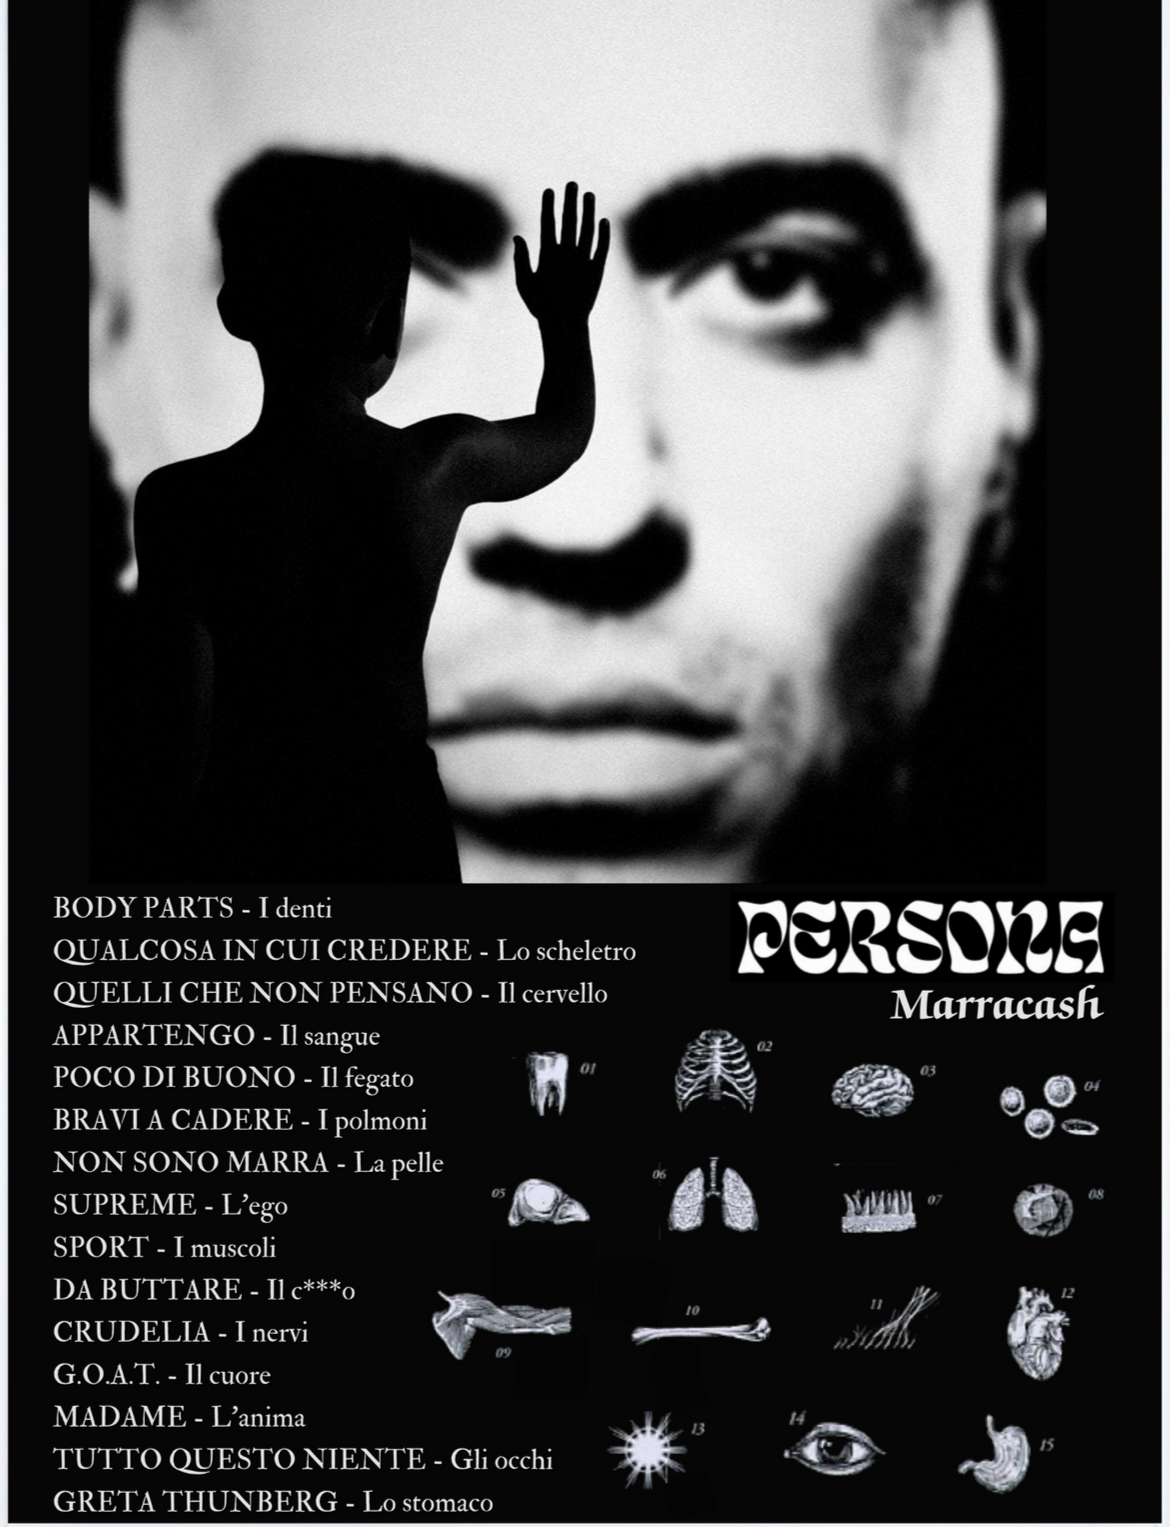 BODY PARTS - I denti
QUALCOSA IN CUI CREDERE - Lo scheletro
QUELLI CHE NON PENSANO - Il cervello
APPARTENGO - Il sangue
POCO DI BUONO - Il fegato
BRAVI A CADERE - I polmoni
NON SONO MARRA - La pelle
SUPREME - L'ego
SPORT - I muscoli
DA BUTTARE - Il c***o
CRUDELIA - I nervi
G.O.A.T. - Il cuore
MADAME - L'anima
TUTTO QUESTO NIENTE - Gli occhi
GRETA THUNBERG - Lo stomaco
PERSONA
Marracash
01
02
03
04
05
06
07
08
09
10
11
12
13
14
15